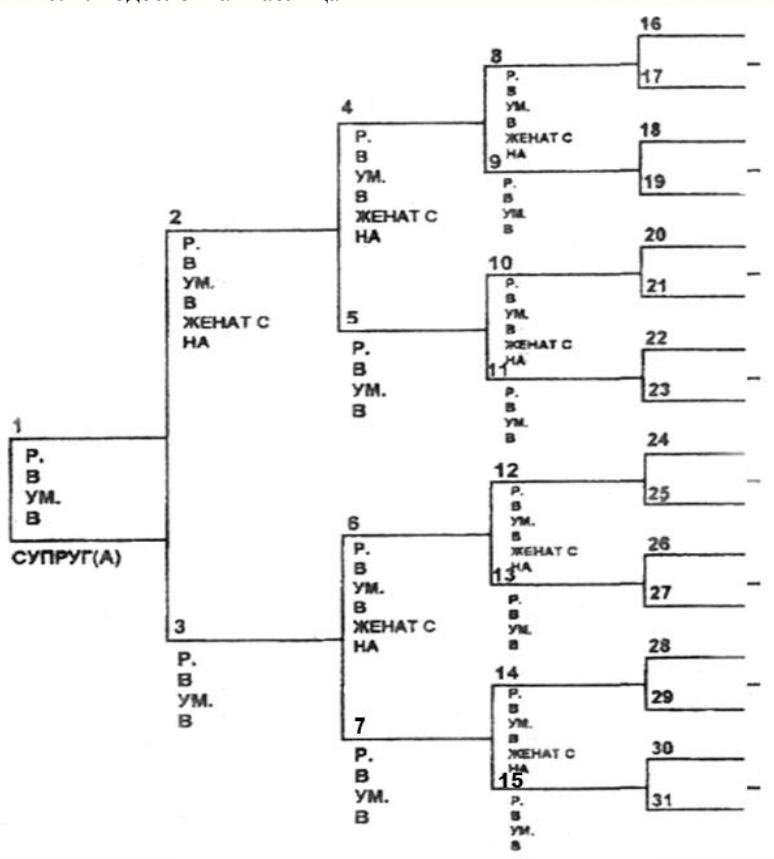 1
Р.
В
УМ.
В
СУПРУГ(А)
2
Р.
В
УМ.
В
ЖЕНАТ С
НА
3
Р.
В
УМ.
В
4
Р.
В
УМ.
В
ЖЕНАТ С
НА
5
Р.
В
УМ.
В
6
Р.
В
УМ.
В
ЖЕНАТ С
НА
7
Р.
В
УМ.
В
8
Р.
В
УМ.
В
ЖЕНАТ С
НА
9
Р.
В
УМ.
В
10
Р.
В
УМ.
В
ЖЕНАТ С
НА
11
Р.
В
УМ.
В
12
Р.
В
УМ.
В
ЖЕНАТ С
НА
13
Р.
В
УМ.
В
14
Р.
В
УМ.
В
ЖЕНАТ С
НА
15
Р.
В
УМ.
В
16
17
18
19
20
21
22
23
24
25
26
27
28
29
30
31